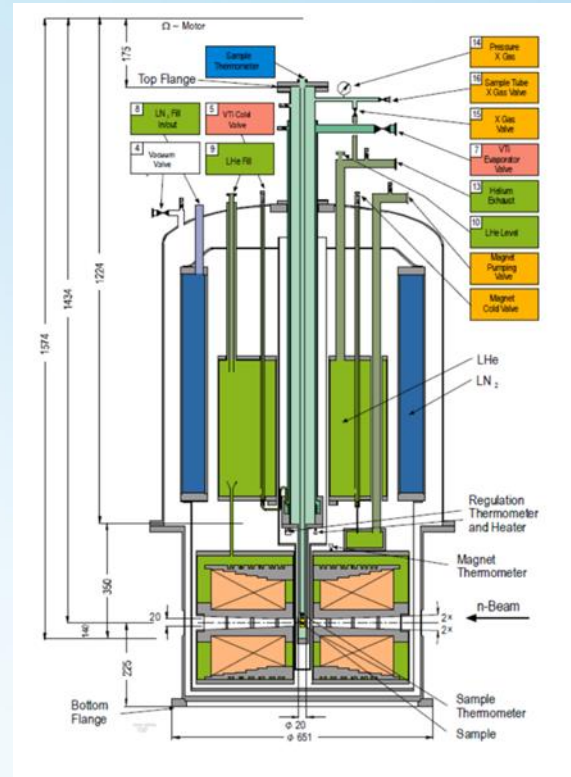 Ω ~ Motor
175
Sample
Thermometer
Top Flange
14
Pressure
X Gas
16
Sample Tube
X Gas Valve
15
X Gas
Valve
7
VTI
Evaporator
Valve
13
Helium
Exhaust
10
LHe Level
Magnet
Pumping
Valve
Magnet
Cold Valve
8
LN₂ Fill
In/out
5
VTI Cold
Valve
4
Vacuum
Valve
9
LHe Fill
1224
1434
1574
LHe
LN₂
Regulation
Thermometer
and Heater
Magnet
Thermometer
350
20
140
n-Beam
2×
2×
225
Bottom
Flange
Φ 20
Φ 651
Sample
Thermometer
Sample